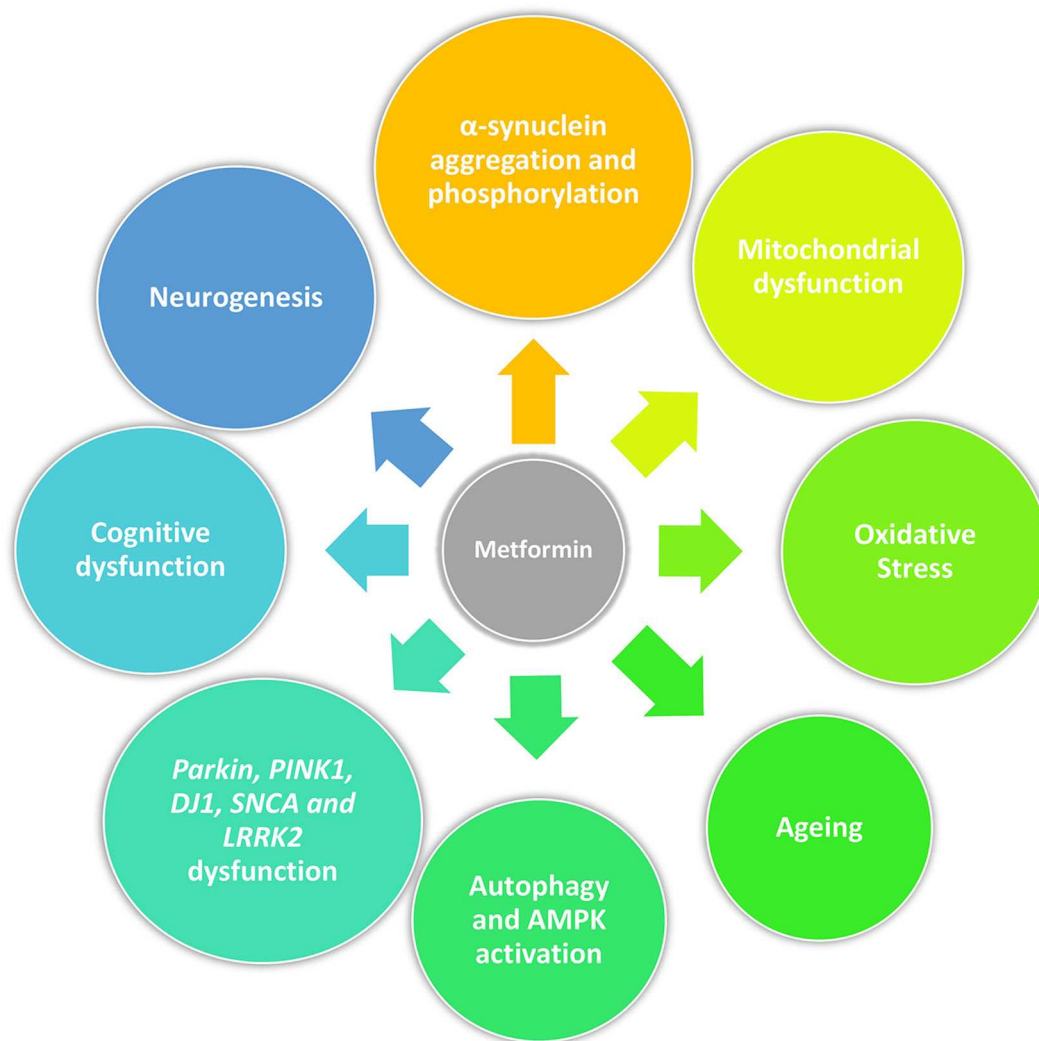 α-synuclein
aggregation and
phosphorylation
Mitochondrial
dysfunction
Oxidative
Stress
Ageing
Autophagy
and AMPK
activation
Parkin, PINK1,
DJ1, SNCA and
LRRK2
dysfunction
Cognitive
dysfunction
Neurogenesis
Metformin